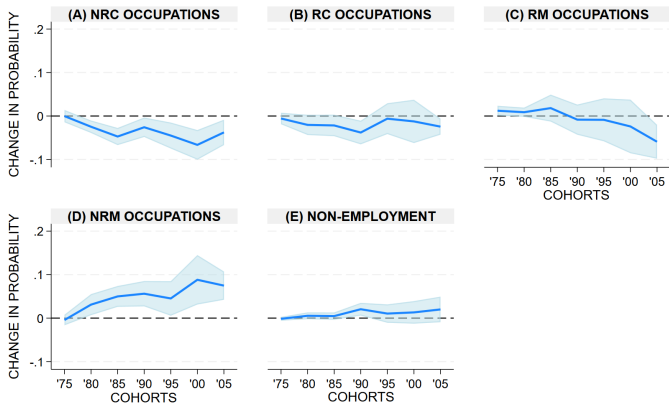 (A) NRC OCCUPATIONS
(B) RC OCCUPATIONS
(C) RM OCCUPATIONS
CHANGE IN PROBABILITY
.2
.1
0
-.1
'75 '80 '85 '90 '95 '00 '05
COHORTS
(D) NRM OCCUPATIONS
(E) NON-EMPLOYMENT
CHANGE IN PROBABILITY
.2
.1
0
-.1
'75 '80 '85 '90 '95 '00 '05
COHORTS
'75 '80 '85 '90 '95 '00 '05
COHORTS